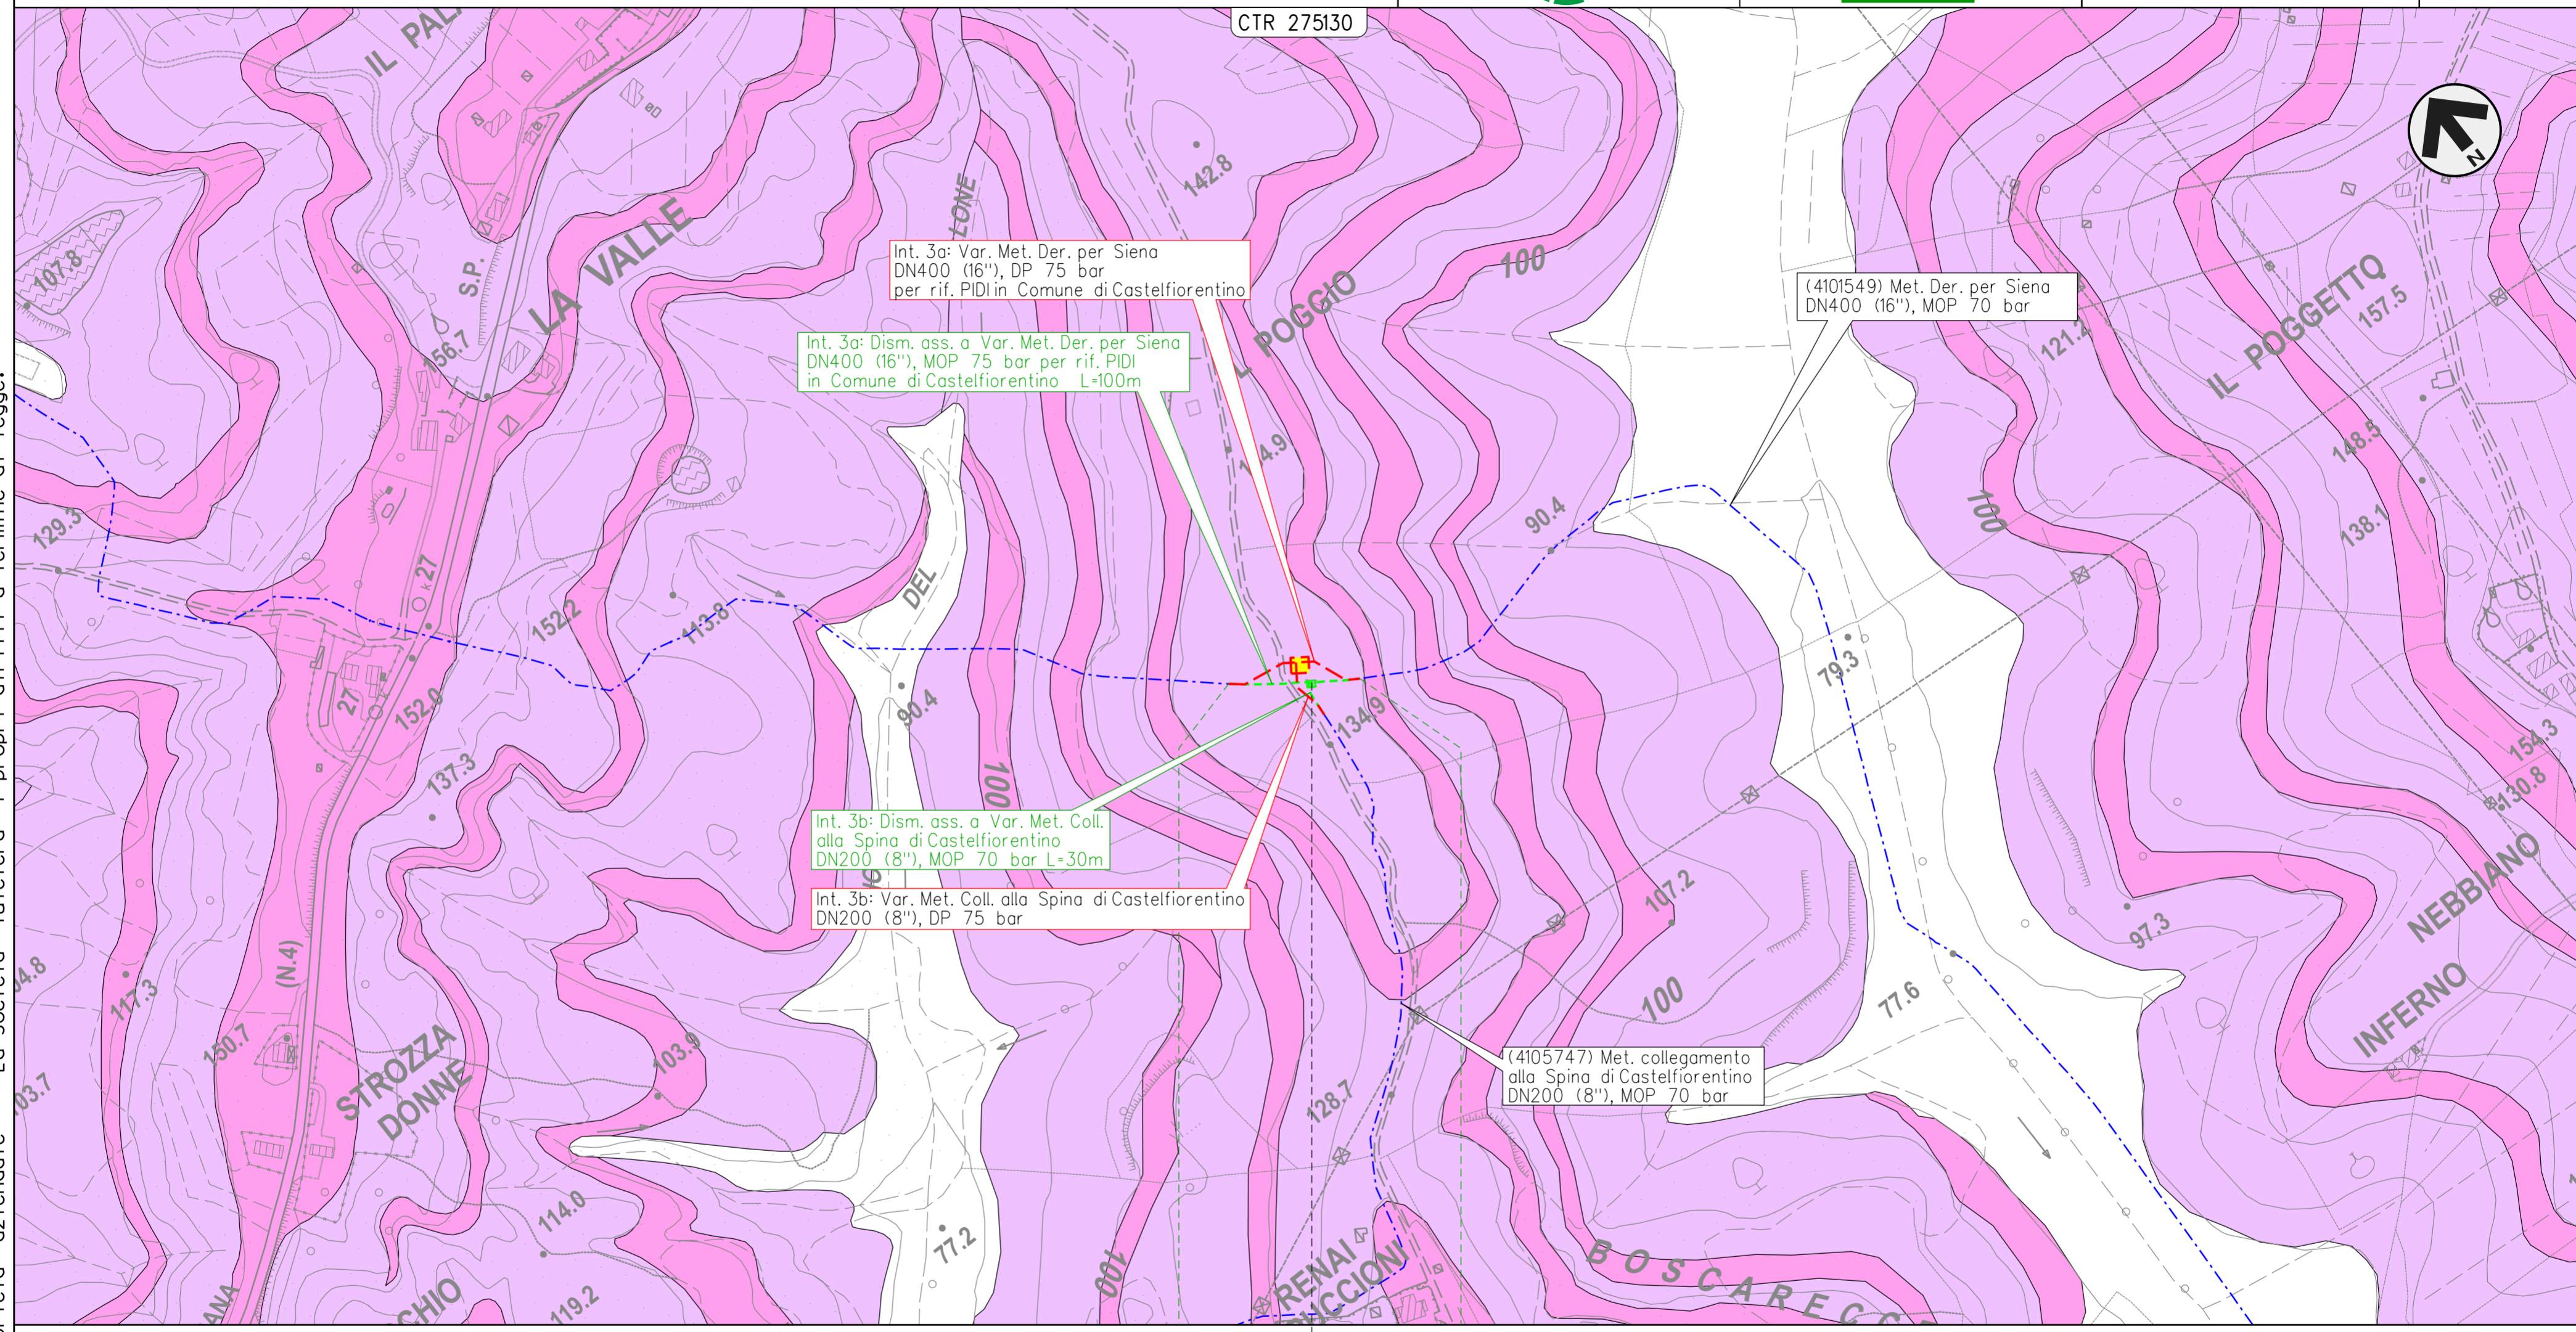 CTR 275130
IL
LA VALLE
S.P.
107.8
156.7
LONE
142.8
Int. 3a: Var. Met. Der. per Siena
DN400 (16"), DP 75 bar
per rif. PIDI in Comune di Castelfiorentino
Int. 3a: Dism. ass. a Var. Met. Der. per Siena
DN400 (16"), MOP 75 bar per rif. PIDI
in Comune di Castelfiorentino L=100m
POGGIO
100
(4101549) Met. Der. per Siena
DN400 (16"), MOP 70 bar
N
121.4
IL POGGETTO
157.5
148.5
138.1
100
90.4
129.3
k 27
152.2
113.8
DEL
90.4
27
152.0
137.3
134.9
79.3
154.3
130.8
100
Int. 3b: Dism. ass. a Var. Met. Coll.
alla Spina di Castelfiorentino
DN200 (8"), MOP 70 bar L=30m
Int. 3b: Var. Met. Coll. alla Spina di Castelfiorentino
DN200 (8"), DP 75 bar
107.2
97.3
NEBBIANO
INFERNO
(N.4)
117.3
150.7
STROZZA
DONNE
103.9
100
77.6
(4105747) Met. collegamento
alla Spina di Castelfiorentino
DN200 (8"), MOP 70 bar
128.7
114.0
77.2
100
119.2
RENAI
BOSCAREC